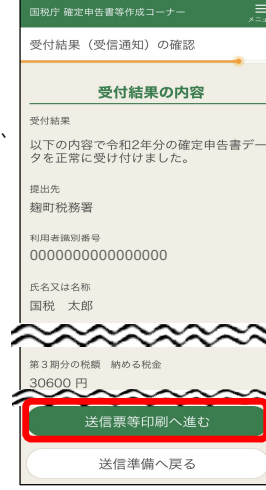 国税庁 確定申告書等作成コーナー
メニュー
受付結果（受信通知）の確認
受付結果の内容
受付結果
、
以下の内容で令和2年分の確定申告書デー
タを正常に受け付けました。
提出先
麹町税務署
利用者識別番号
0000000000000000
氏名又は名称
国税　太郎
第３期分の税額　納める税金
30600 円
送信票等印刷へ進む
送信準備へ戻る